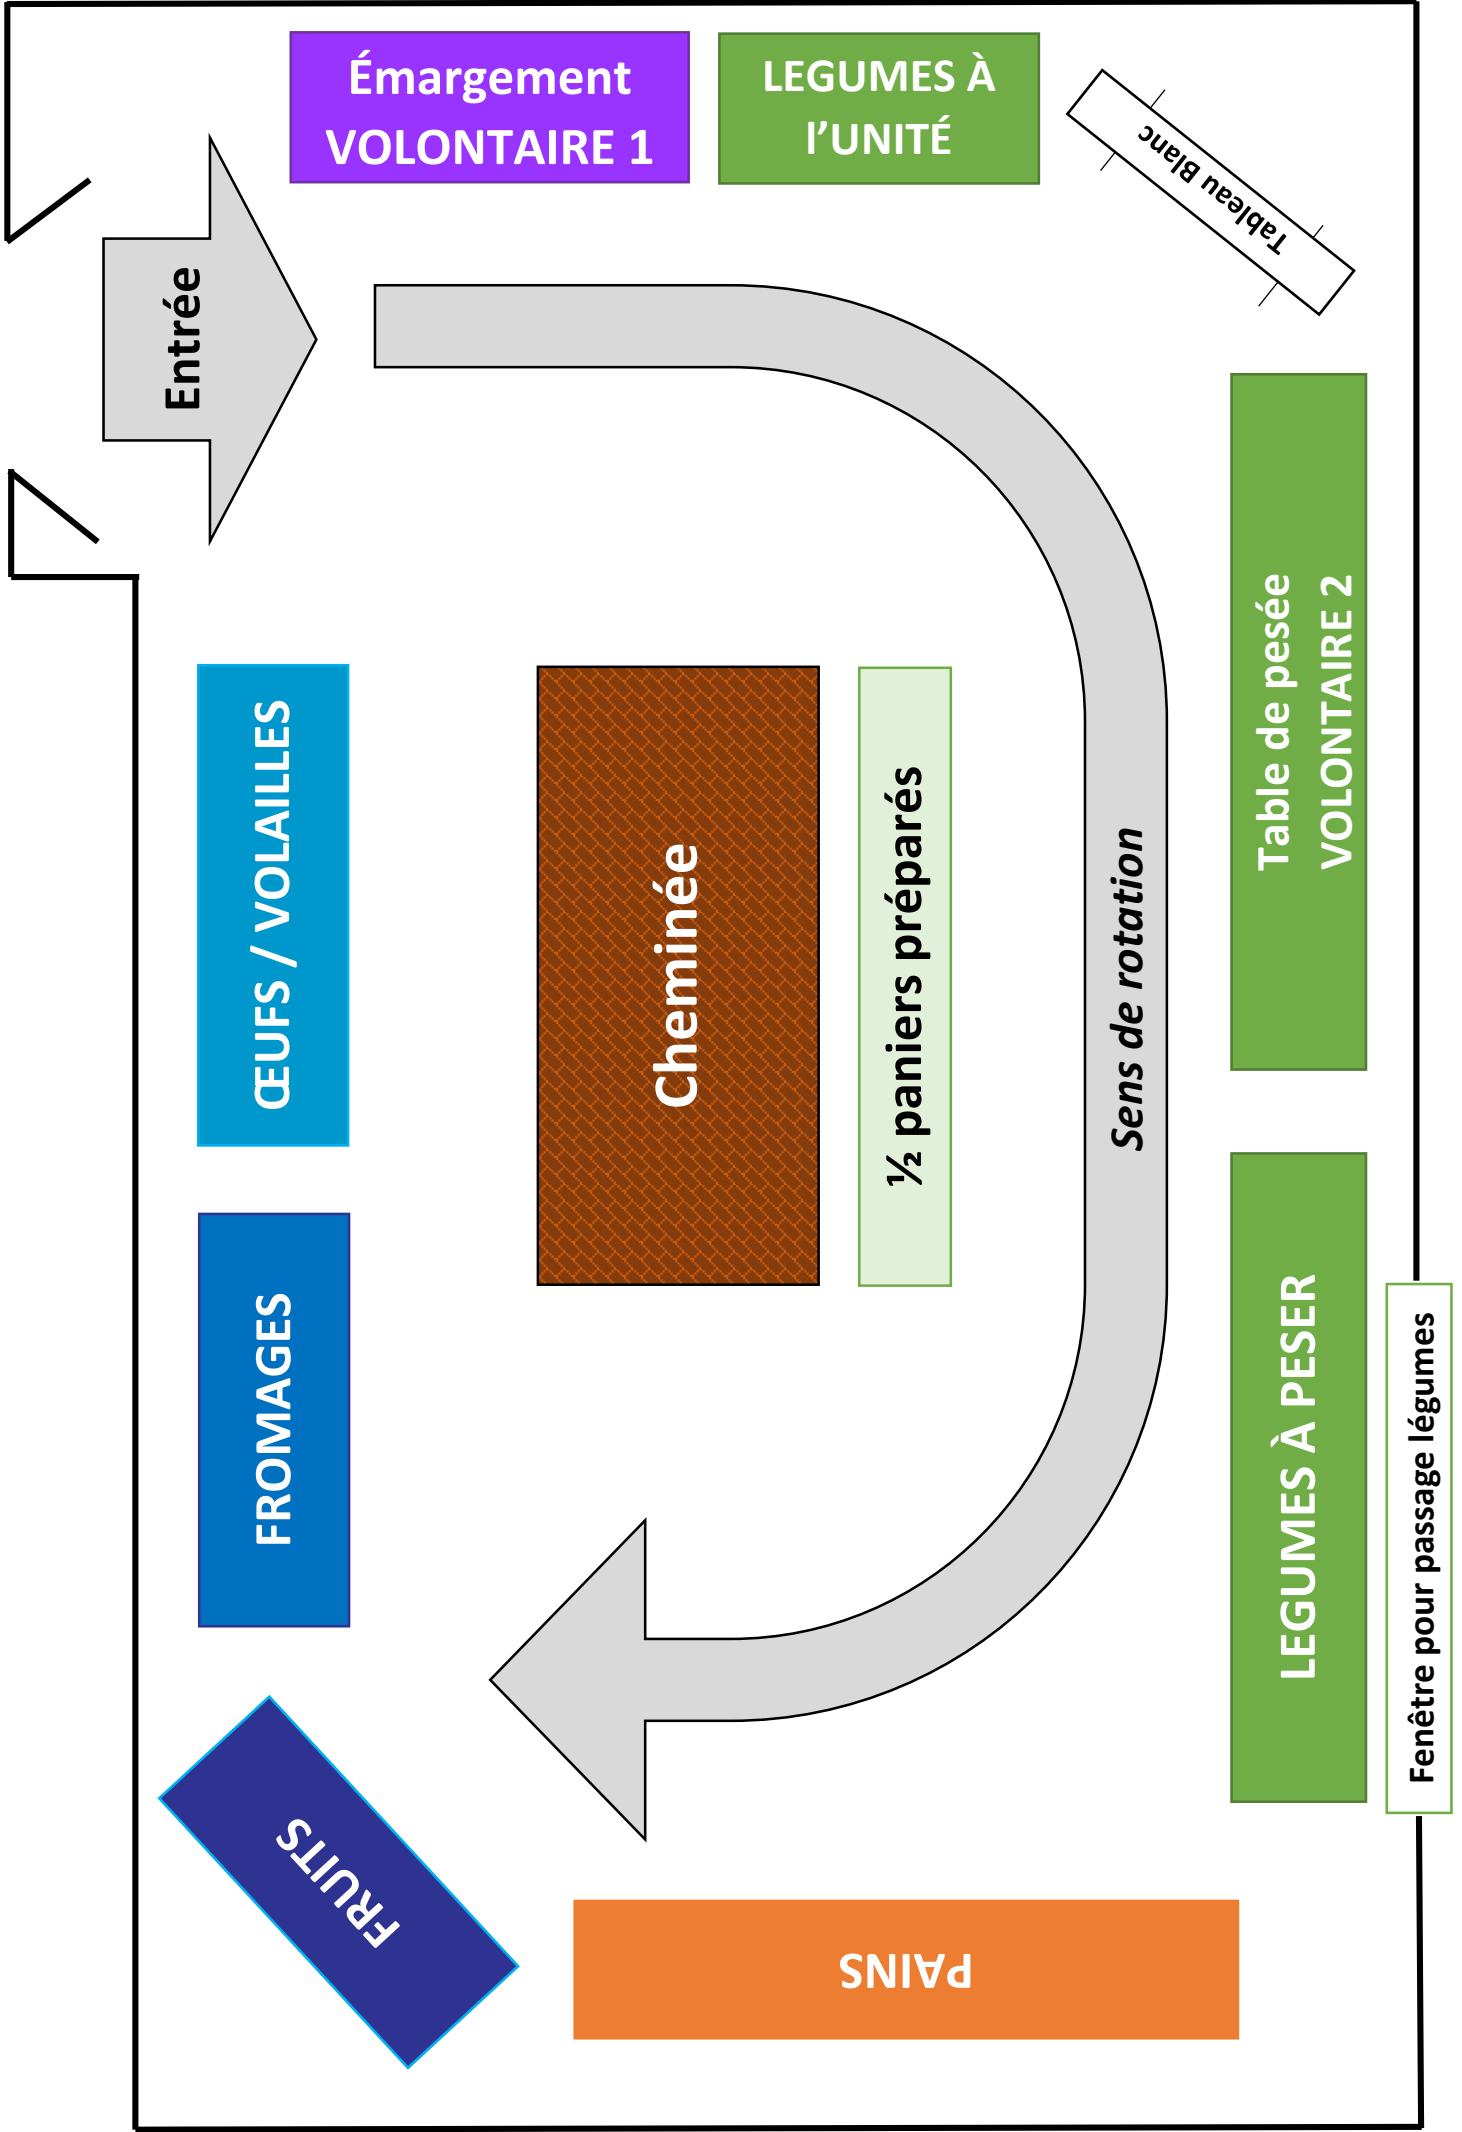 Émargement
VOLONTAIRE 1
LEGUMES À
l’UNITÉ
Tableau Blanc
Entrée
Table de pesée
VOLONTAIRE 2
ŒUFS / VOLAILLES
Cheminée
½ paniers préparés
Sens de rotation
FROMAGES
LEGUMES À PESER
Fenêtre pour passage légumes
FRUITS
PAINS